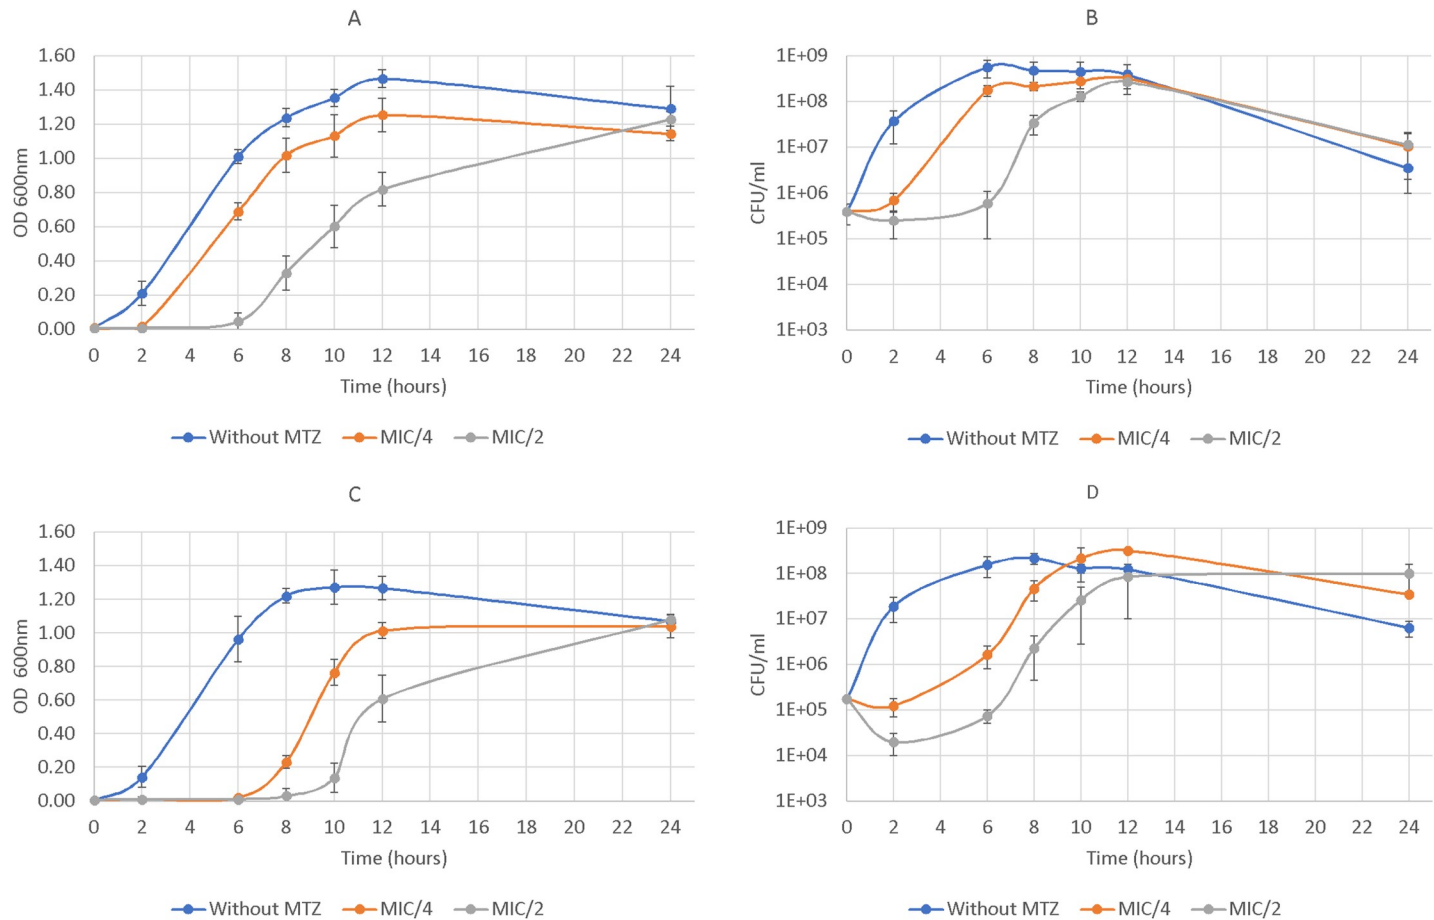 A
1.60
1.40
1.20
1.00
0.80
0.60
0.40
0.20
0.00
OD 600nm
0 2 4 6 8 10 12 14 16 18 20 22 24
Time (hours)
Without MTZ MIC/4 MIC/2
B
1E+09
1E+08
1E+07
1E+06
1E+05
1E+04
1E+03
CFU/ml
0 2 4 6 8 10 12 14 16 18 20 22 24
Time (hours)
Without MTZ MIC/4 MIC/2
C
1.60
1.40
1.20
1.00
0.80
0.60
0.40
0.20
0.00
OD 600nm
0 2 4 6 8 10 12 14 16 18 20 22 24
Time (hours)
Without MTZ MIC/4 MIC/2
D
1E+09
1E+08
1E+07
1E+06
1E+05
1E+04
1E+03
CFU/ml
0 2 4 6 8 10 12 14 16 18 20 22 24
Time (hours)
Without MTZ MIC/4 MIC/2